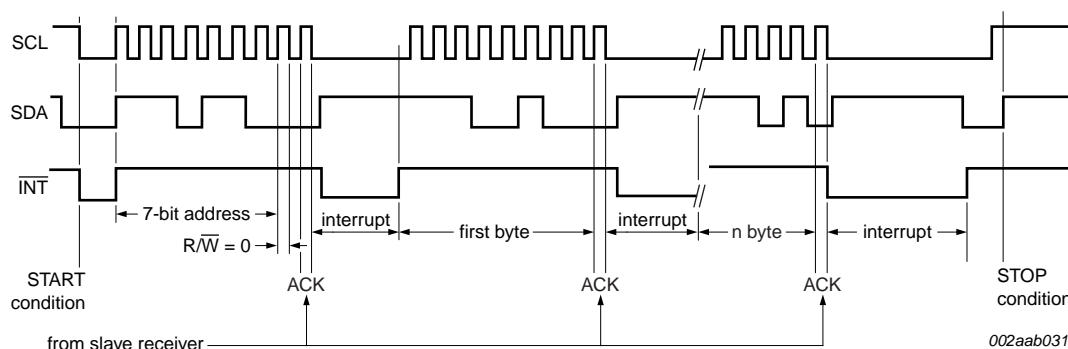 SCL
SDA
I̅N̅T̅
7-bit address
R/W̅ = 0
interrupt
first byte
interrupt
n byte
interrupt
START
condition
ACK
ACK
ACK
STOP
condition
from slave receiver
002aab031